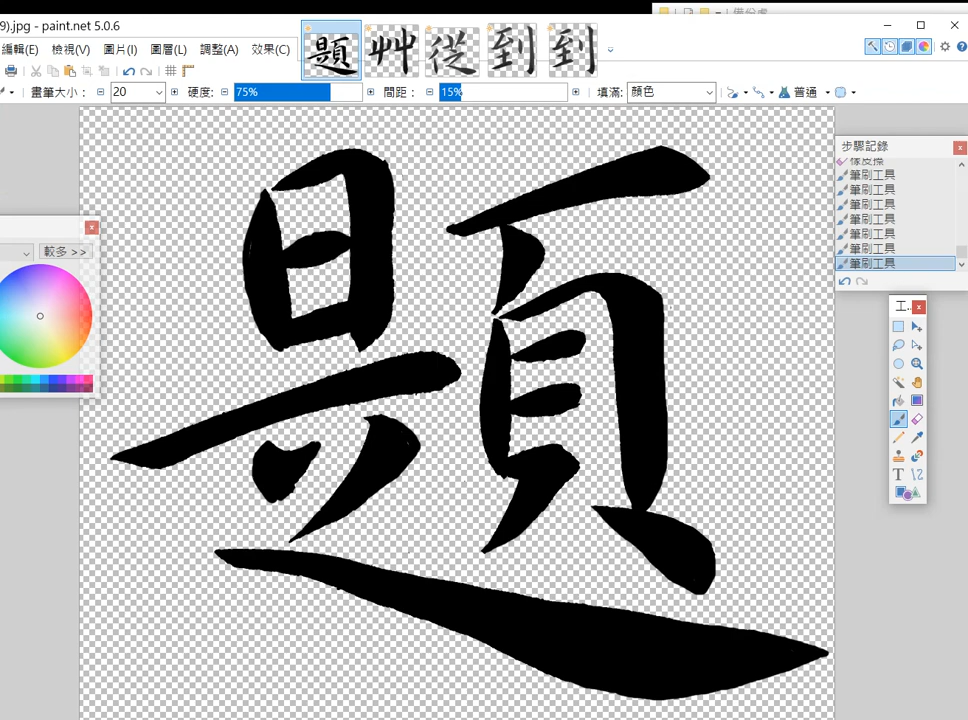 9).jpg - paint.net 5.0.6
編輯(E) 檢視(V) 圖片(I) 圖層(L) 調整(A) 效果(C)
題 艸 從 到 到
畫筆大小： 20 硬度： 75% 間距： 15% 填滿： 顏色 普通
步驟記錄
橡皮擦
筆刷工具
筆刷工具
筆刷工具
筆刷工具
筆刷工具
筆刷工具
筆刷工具
較多 >>
工..
題